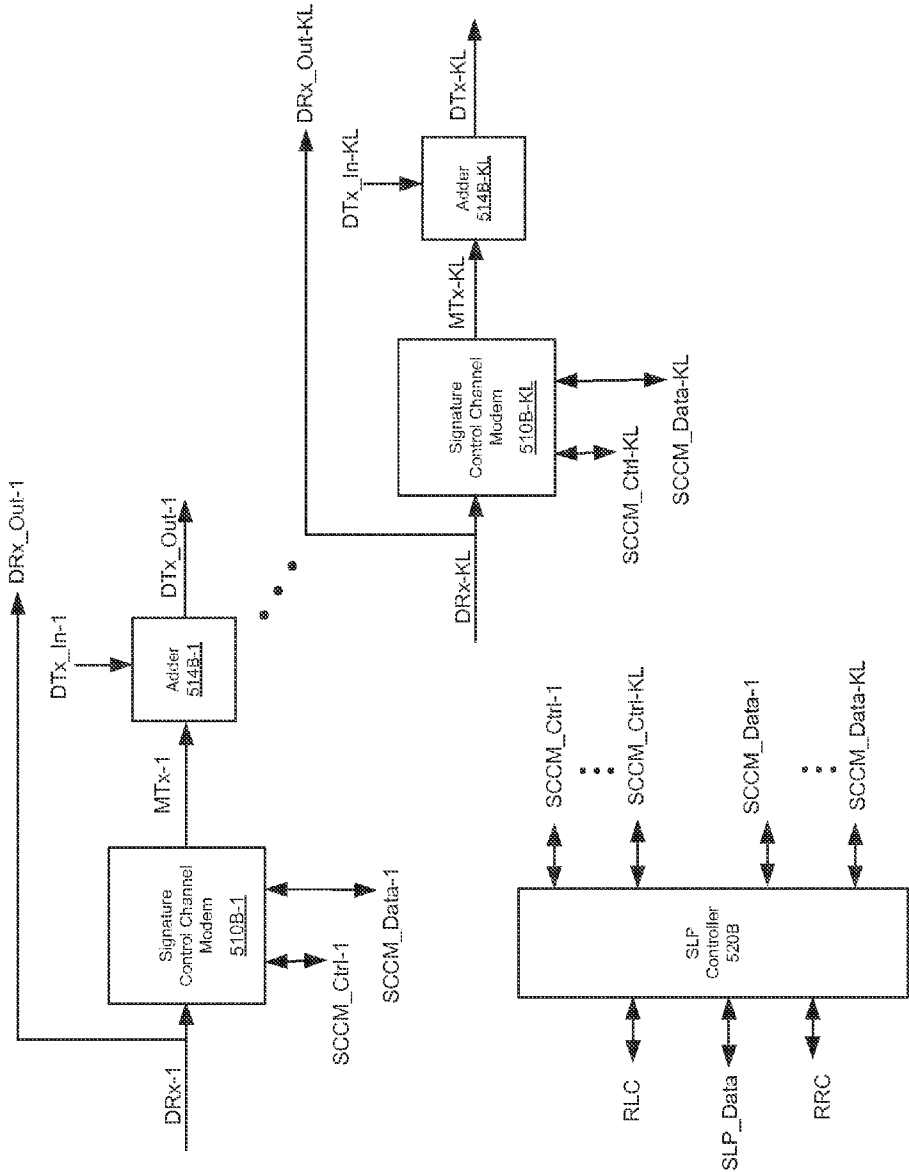 DRx_Out-1
DTx_In-1
DRx-1
Signature
Control Channel
Modem
510B-1
MTx-1
Adder
514B-1
DTx_Out-1
SCCM_Ctrl-1
SCCM_Data-1
DRx_Out-KL
DTx_In-KL
DRx-KL
Signature
Control Channel
Modem
510B-KL
MTx-KL
Adder
514B-KL
DTx-KL
SCCM_Ctrl-KL
SCCM_Data-KL
RLC
SLP_Data
RRC
SLP
Controller
520B
SCCM_Ctrl-1
SCCM_Ctrl-KL
SCCM_Data-1
SCCM_Data-KL